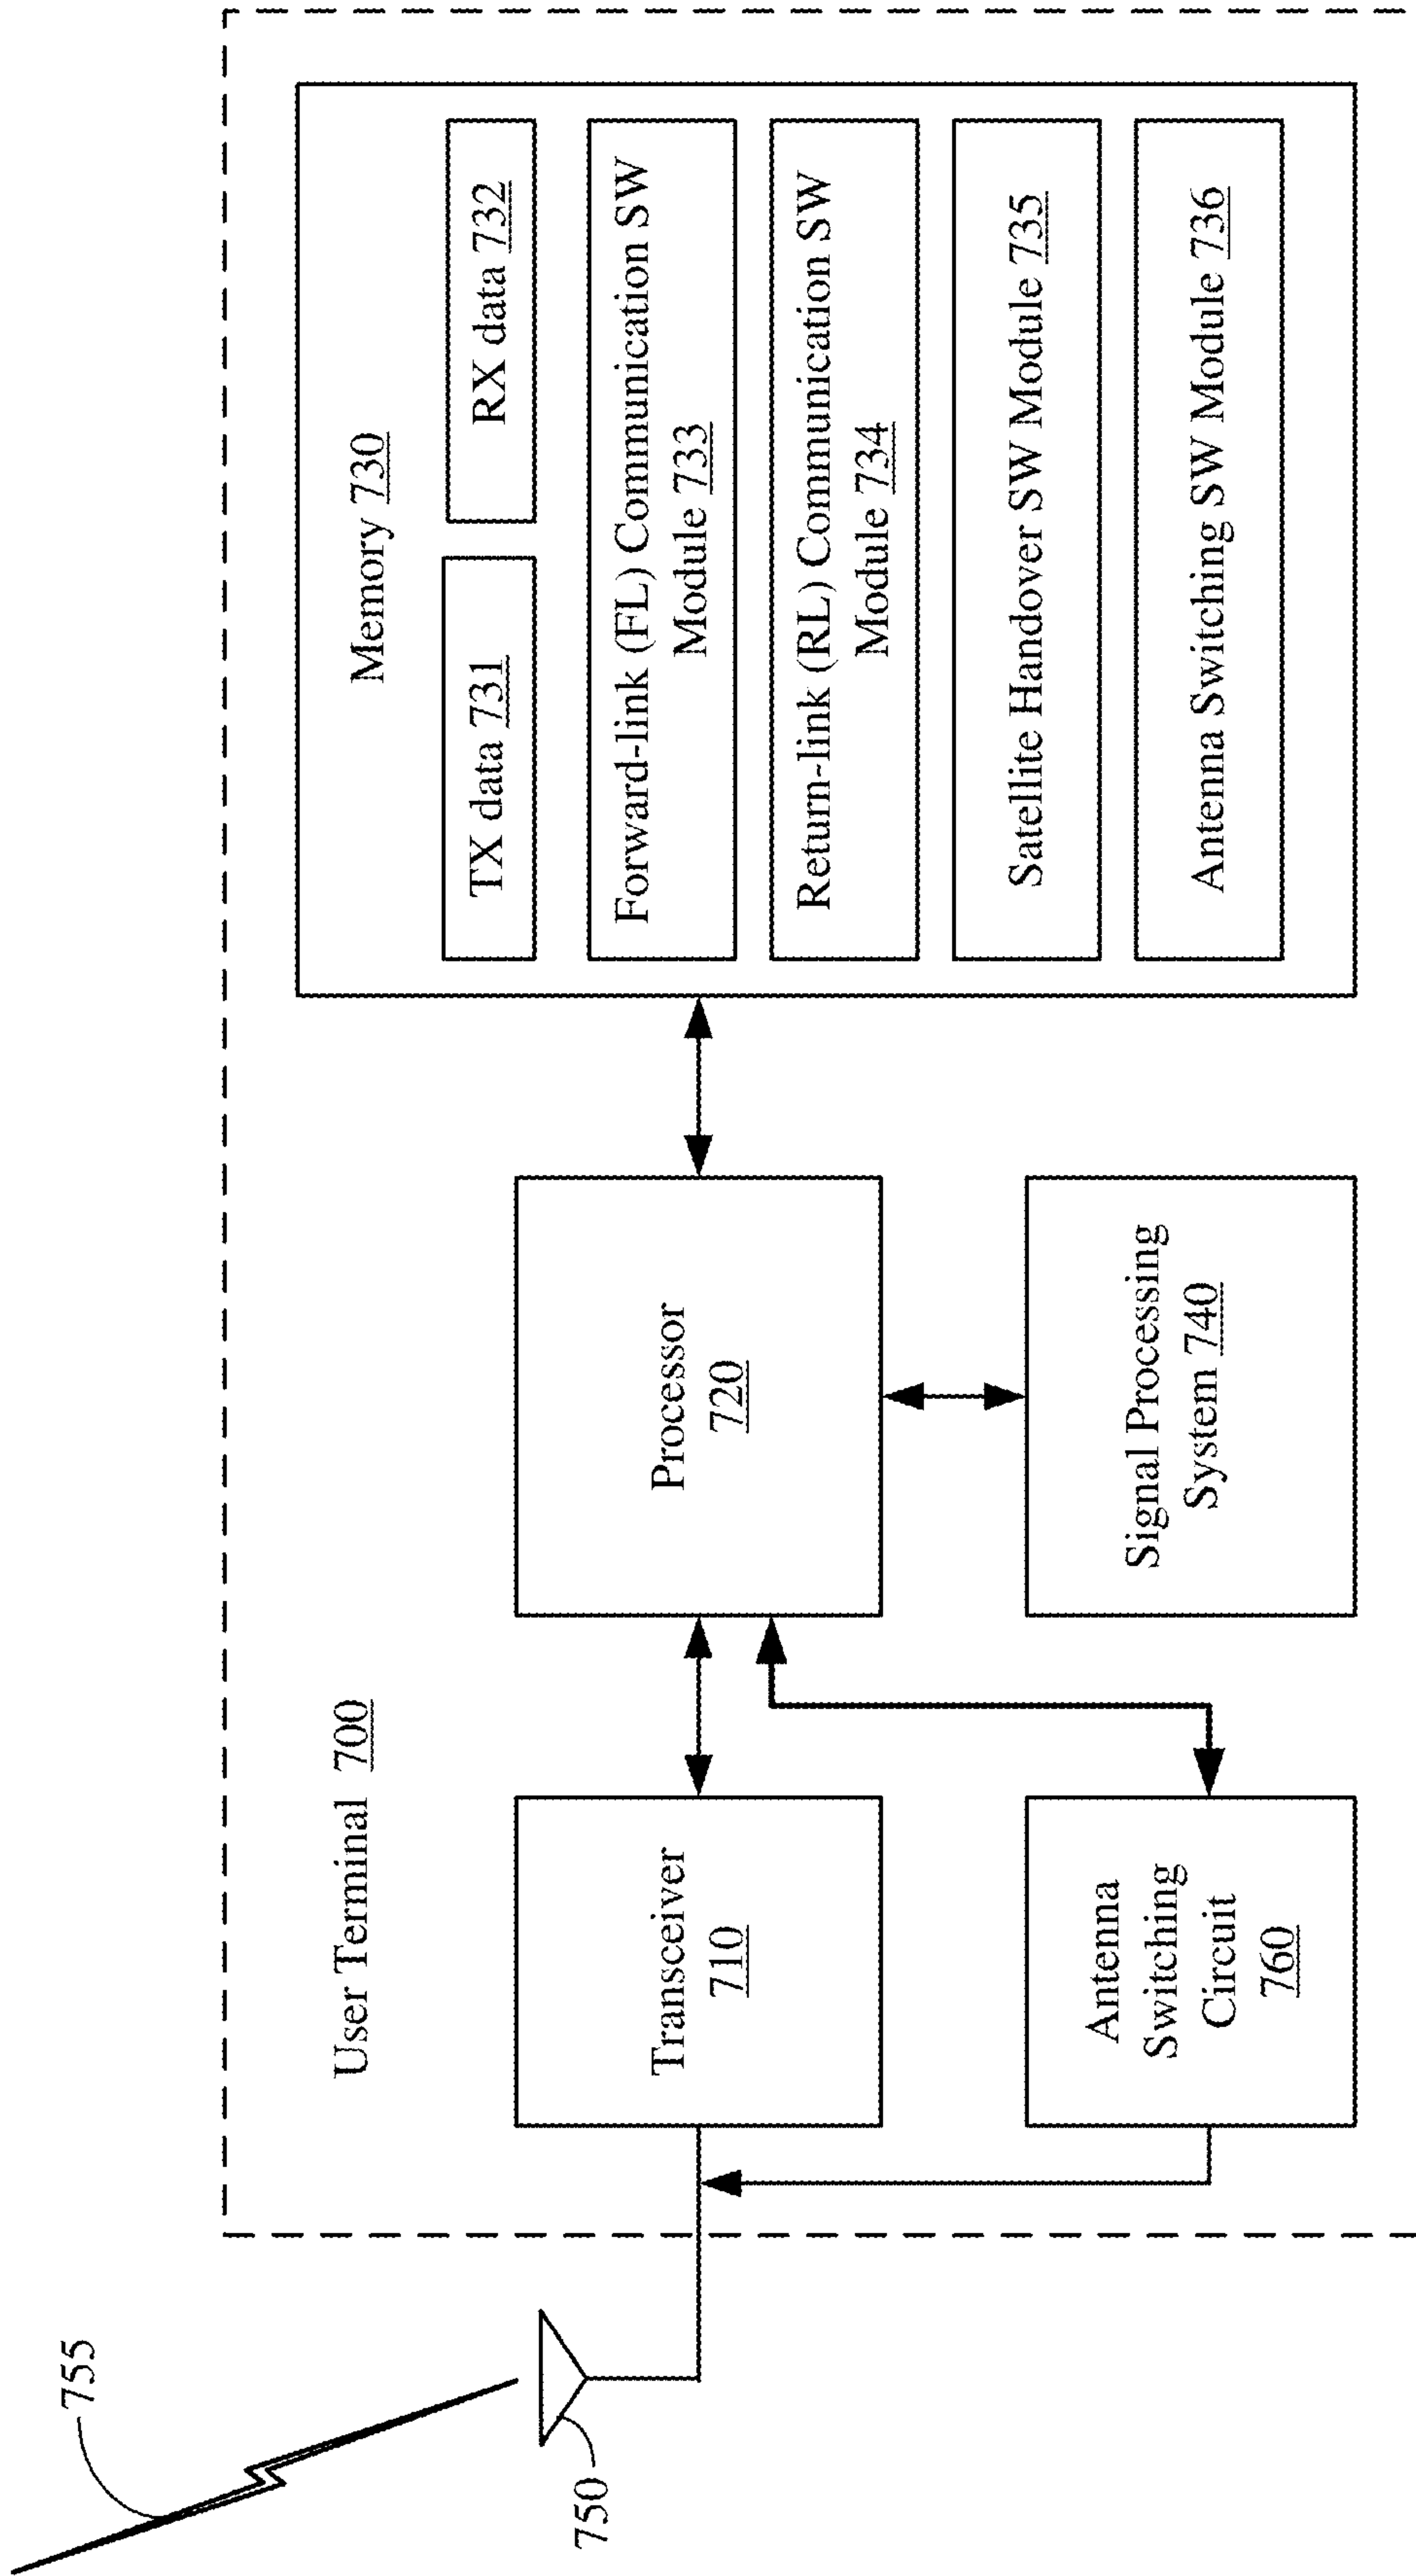 755
750
User Terminal 700
Transceiver
710
Antenna
Switching
Circuit
760
Processor
720
Signal Processing
System 740
Memory 730
TX data 731
RX data 732
Forward-link (FL) Communication SW
Module 733
Return-link (RL) Communication SW
Module 734
Satellite Handover SW Module 735
Antenna Switching SW Module 736